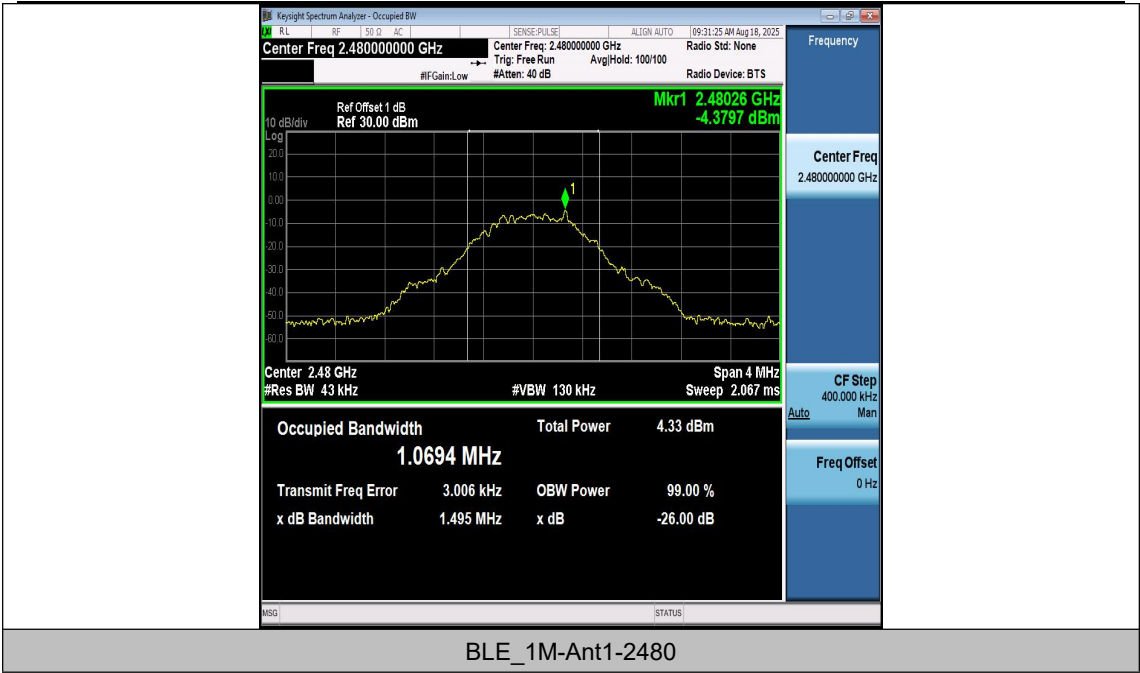 Keysight Spectrum Analyzer - Occupied BW
RL RF 50 Ω AC SENSE:PULSE ALIGN AUTO 09:31:25 AM Aug 18, 2025
Center Freq 2.480000000 GHz Center Freq: 2.480000000 GHz Radio Std: None Frequency
Trig: Free Run Avg|Hold: 100/100
#IFGain:Low #Atten: 40 dB Radio Device: BTS
Mkr1 2.48026 GHz
Ref Offset 1 dB
10 dB/div Ref 30.00 dBm -4.3797 dBm
Log
20.0
10.0
0.00
-10.0
-20.0
-30.0
-40.0
-50.0
-60.0
1
Center 2.48 GHz Span 4 MHz
#Res BW 43 kHz #VBW 130 kHz Sweep 2.067 ms
Occupied Bandwidth Total Power 4.33 dBm
1.0694 MHz
Transmit Freq Error 3.006 kHz OBW Power 99.00 %
x dB Bandwidth 1.495 MHz x dB -26.00 dB
Center Freq
2.480000000 GHz
CF Step
400.000 kHz
Auto Man
Freq Offset
0 Hz
MSG STATUS
BLE_1M-Ant1-2480